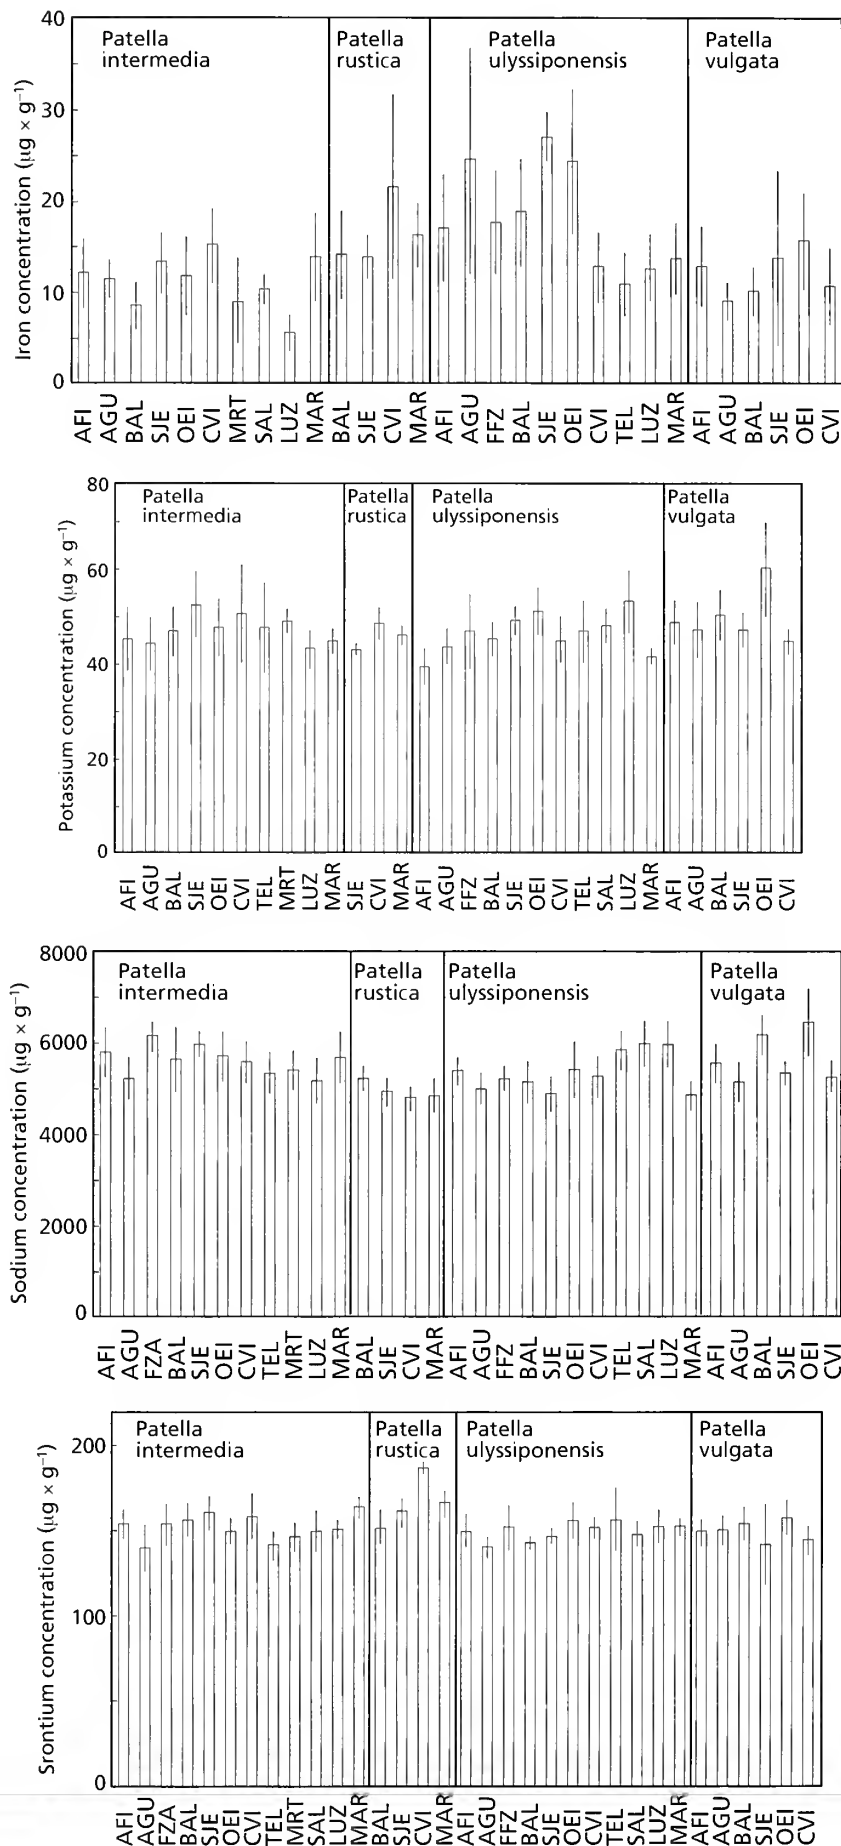 40
30
20
10
0
Iron concentration (µg × g⁻¹)
Patella intermedia
Patella rustica
Patella ulyssiponensis
Patella vulgata
AFI AGU BAL SJE OEI CVI MRT SAL LUZ MAR BAL SJE CVI MAR AFI AGU FFZ BAL SJE OEI CVI TEL LUZ MAR AFI AGU BAL SJE OEI CVI
80
60
40
20
0
Potassium concentration (µg × g⁻¹)
Patella intermedia
Patella rustica
Patella ulyssiponensis
Patella vulgata
AFI AGU BAL SJE OEI CVI TEL MRT LUZ MAR SJE CVI MAR AFI AGU FFZ BAL SJE OEI CVI TEL SAL LUZ MAR AFI AGU BAL SJE OEI CVI
8000
6000
4000
2000
0
Sodium concentration (µg × g⁻¹)
Patella intermedia
Patella rustica
Patella ulyssiponensis
Patella vulgata
AFI AGU FZA BAL SJE OEI CVI TEL MRT LUZ MAR BAL SJE CVI MAR AFI AGU FFZ BAL SJE OEI CVI TEL SAL LUZ MAR AFI AGU BAL SJE OEI CVI
200
100
0
Srontium concentration (µg × g⁻¹)
Patella intermedia
Patella rustica
Patella ulyssiponensis
Patella vulgata
AFI AGU FZA BAL SJE OEI CVI TEL MRT SAL LUZ MAR BAL SJE CVI MAR AFI AGU FFZ BAL SJE OEI CVI TEL SAL LUZ MAR AFI AGU BAL SJE OEI CVI